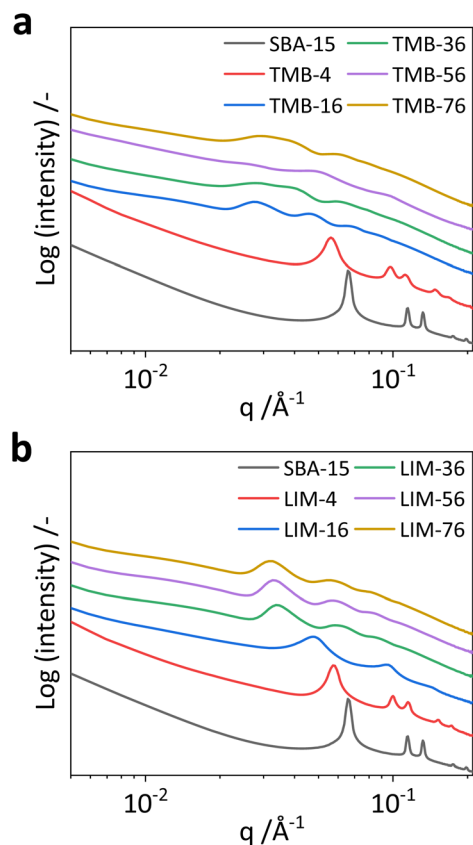 a
SBA-15 TMB-36
TMB-4 TMB-56
TMB-16 TMB-76
Log (intensity) /-
10⁻² 10⁻¹
q /Å⁻¹
b
SBA-15 LIM-36
LIM-4 LIM-56
LIM-16 LIM-76
Log (intensity) /-
10⁻² 10⁻¹
q /Å⁻¹